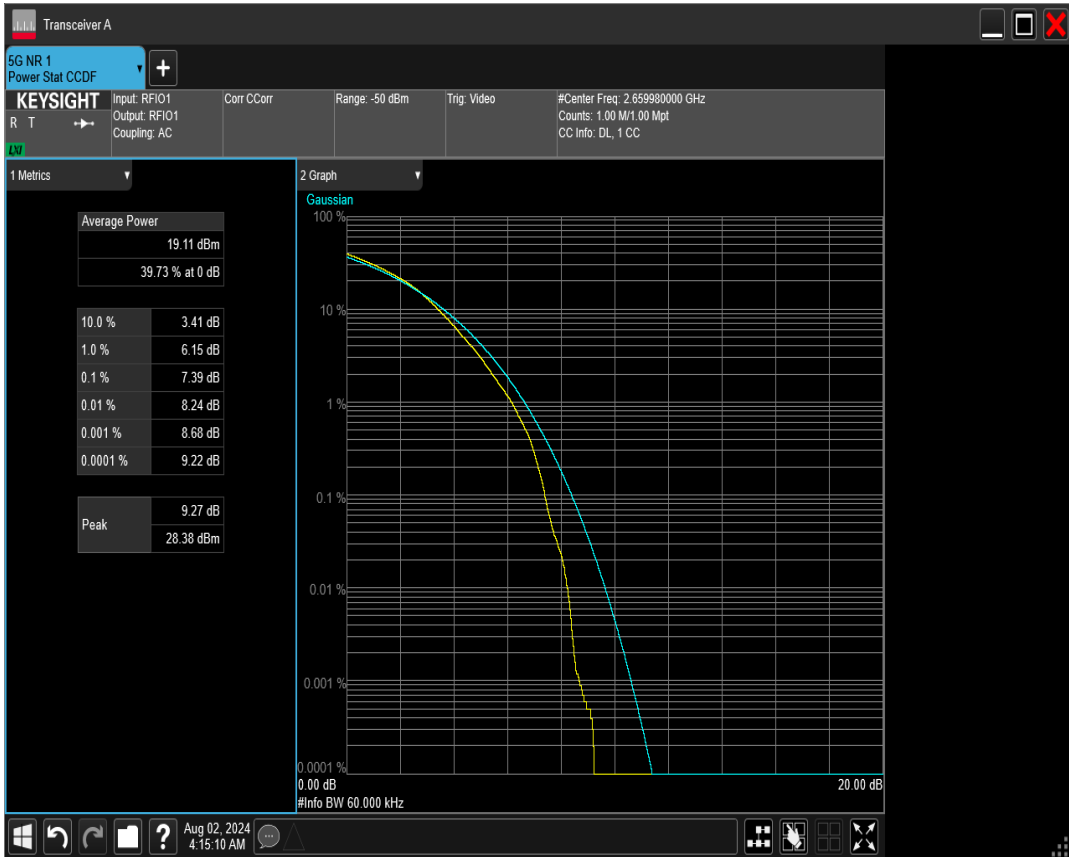 Transceiver A
5G NR 1
Power Stat CCDF
+
KEYSIGHT
R T
LXI
Input: RFIO1
Output: RFIO1
Coupling: AC
Corr CCorr
Range: -50 dBm
Trig: Video
#Center Freq: 2.659980000 GHz
Counts: 1.00 M/1.00 Mpt
CC Info: DL, 1 CC
1 Metrics
Average Power
19.11 dBm
39.73 % at 0 dB
10.0 % 3.41 dB
1.0 % 6.15 dB
0.1 % 7.39 dB
0.01 % 8.24 dB
0.001 % 8.68 dB
0.0001 % 9.22 dB
Peak
9.27 dB
28.38 dBm
2 Graph
Gaussian
100 %
10 %
1 %
0.1 %
0.01 %
0.001 %
0.0001 %
0.00 dB 20.00 dB
#Info BW 60.000 kHz
?
Aug 02, 2024
4:15:10 AM